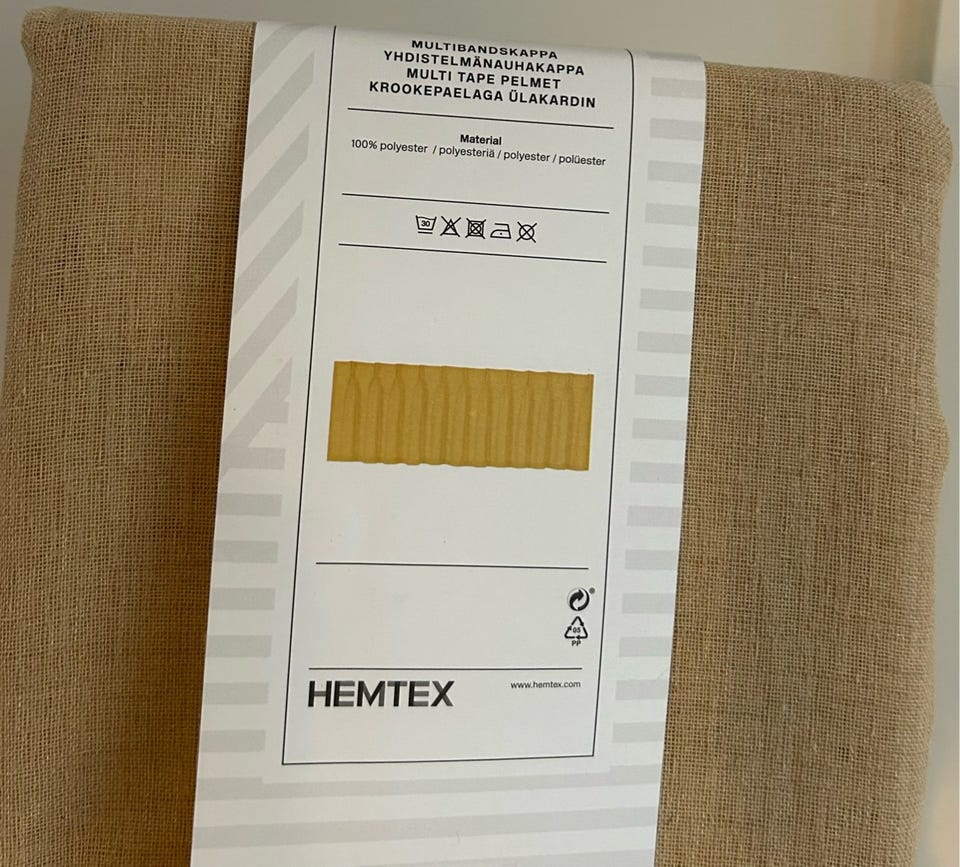 MULTIBANDSKAPPA
YHDISTELMÄNAUHAKAPPA
MULTI TAPE PELMET
KROOKEPAELAGA ÜLAKARDIN
Material
100% polyester / polyesteriä / polyester / polüester
30
05
PP
HEMTEX
www.hemtex.com